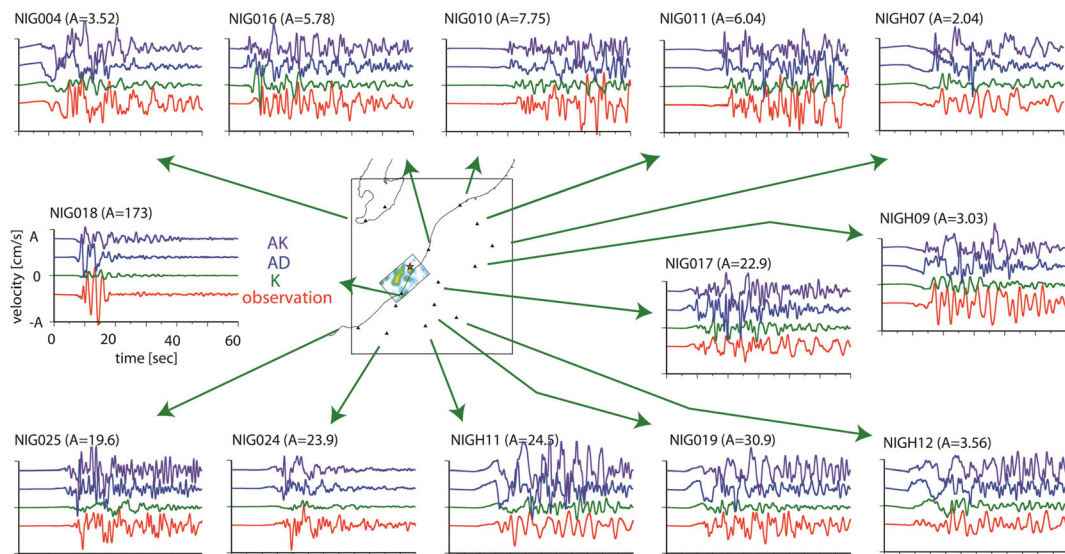 NIG004 (A=3.52)
NIG016 (A=5.78)
NIG010 (A=7.75)
NIG011 (A=6.04)
NIGH07 (A=2.04)
NIG018 (A=173)
velocity [cm/s]
A
0
-A
0 20 40 60
time [sec]
AK
AD
K
observation
NIGH09 (A=3.03)
NIG017 (A=22.9)
NIG025 (A=19.6)
NIG024 (A=23.9)
NIGH11 (A=24.5)
NIG019 (A=30.9)
NIGH12 (A=3.56)